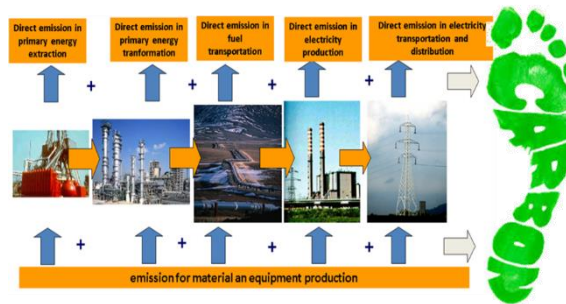 Direct emission in
primary energy
extraction
Direct emission in
primary energy
tranformation
Direct emission in
fuel
transportation
Direct emission in
electricity
production
Direct emission in electricity
transportation and
distribution
+
+
+
+
+
+
+
+
emission for material an equipment production
CARBON